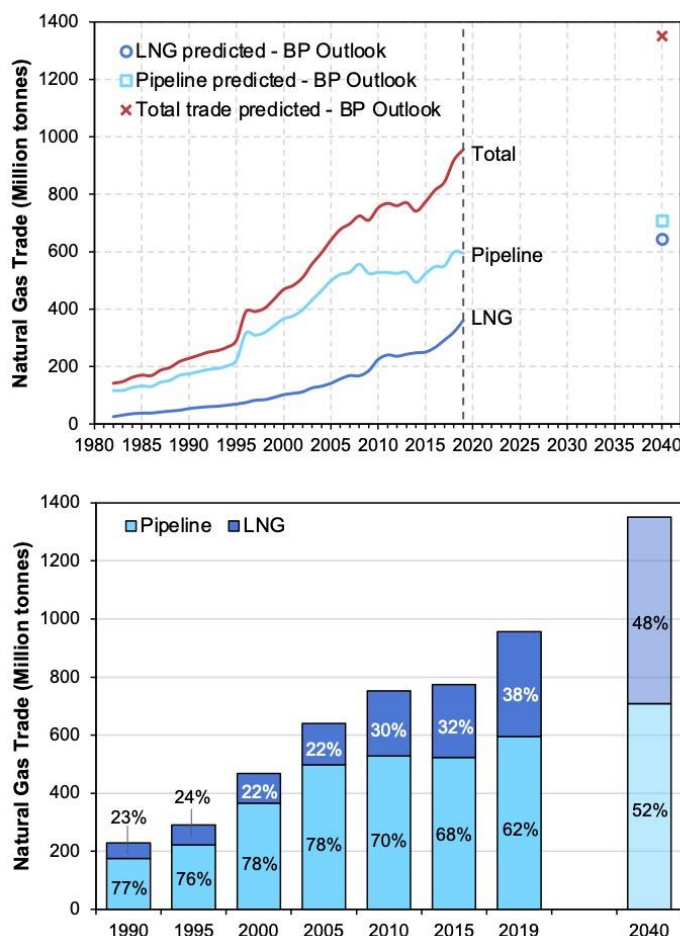 Natural Gas Trade (Million tonnes)
1400
1200
1000
800
600
400
200
0
LNG predicted - BP Outlook
Pipeline predicted - BP Outlook
Total trade predicted - BP Outlook
Total
Pipeline
LNG
1980 1985 1990 1995 2000 2005 2010 2015 2020 2025 2030 2035 2040
Natural Gas Trade (Million tonnes)
1400
1200
1000
800
600
400
200
0
Pipeline LNG
23% 24% 22% 22% 30% 32% 38% 48%
77% 76% 78% 78% 70% 68% 62% 52%
1990 1995 2000 2005 2010 2015 2019 2040